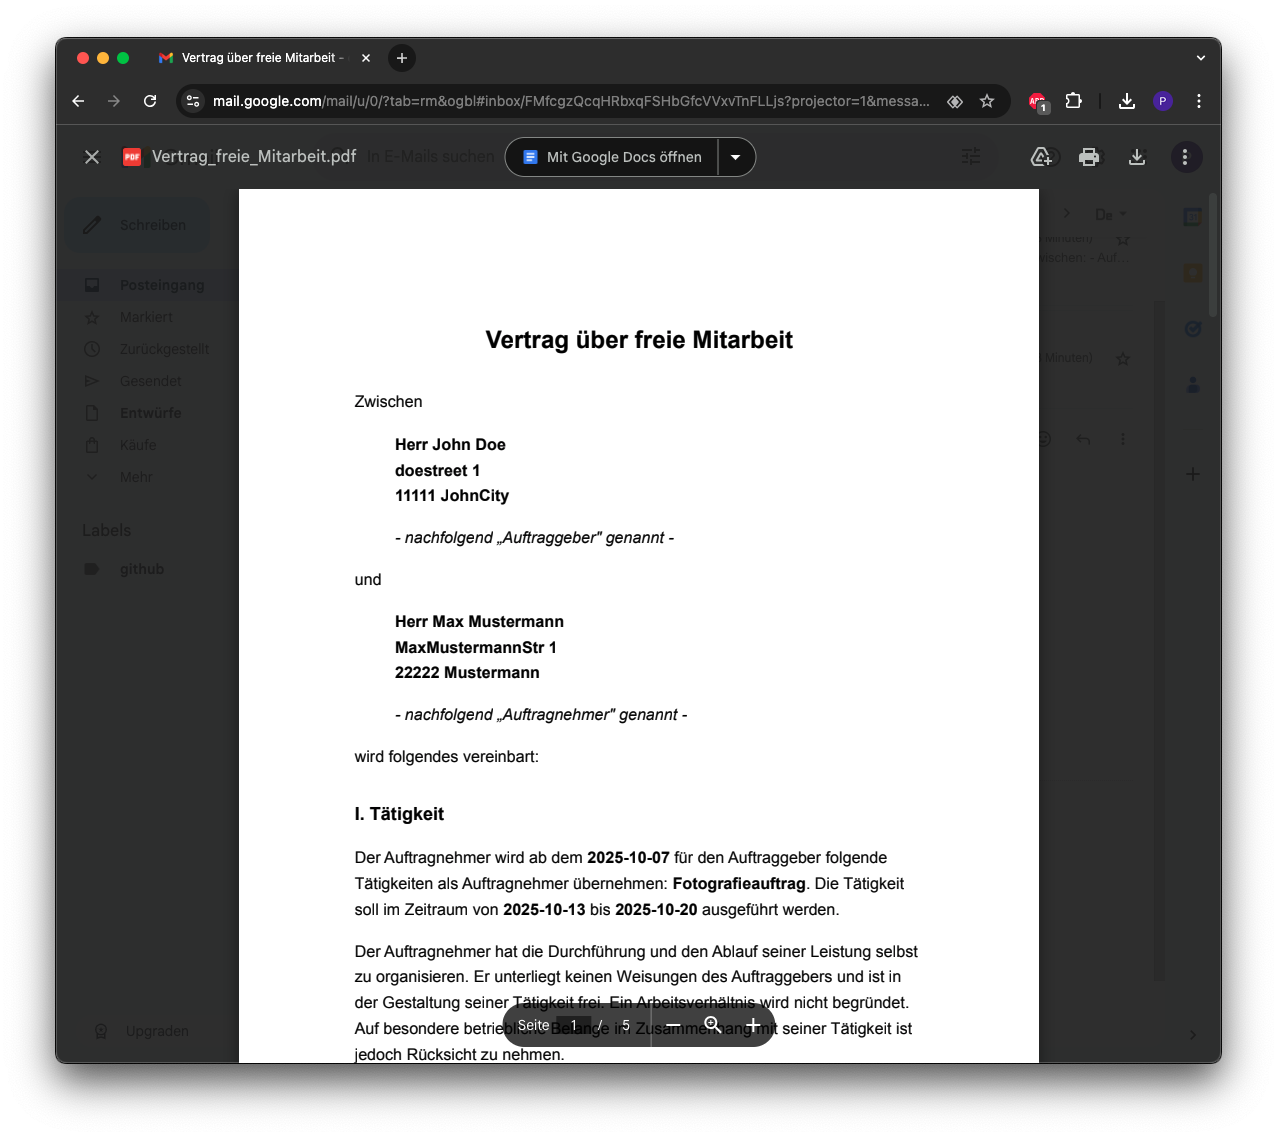 Vertrag über freie Mitarbeit -
mail.google.com/mail/u/0/?tab=rm&ogbl#inbox/FMfcgzQcqHRbxqFSHbGfcVVxvTnFLLjs?projector=1&messa...
1
P
PDF
Vertrag_freie_Mitarbeit.pdf
In E-Mails suchen
Mit Google Docs öffnen
Schreiben
De
Minuten)
wischen: - Auf...
Posteingang
Markiert
Zurückgestellt
Minuten)
Gesendet
Entwürfe
Käufe
Mehr
Labels
github
Upgraden
Vertrag über freie Mitarbeit
Zwischen
Herr John Doe
doestreet 1
11111 JohnCity
- nachfolgend „Auftraggeber" genannt -
und
Herr Max Mustermann
MaxMustermannStr 1
22222 Mustermann
- nachfolgend „Auftragnehmer" genannt -
wird folgendes vereinbart:
I. Tätigkeit
Der Auftragnehmer wird ab dem 2025-10-07 für den Auftraggeber folgende
Tätigkeiten als Auftragnehmer übernehmen: Fotografieauftrag. Die Tätigkeit
soll im Zeitraum von 2025-10-13 bis 2025-10-20 ausgeführt werden.
Der Auftragnehmer hat die Durchführung und den Ablauf seiner Leistung selbst
zu organisieren. Er unterliegt keinen Weisungen des Auftraggebers und ist in
der Gestaltung seiner Tätigkeit frei. Ein Arbeitsverhältnis wird nicht begründet.
Auf besondere betriebliche Belange im Zusammenhang mit seiner Tätigkeit ist
jedoch Rücksicht zu nehmen.
Seite 1 / 5